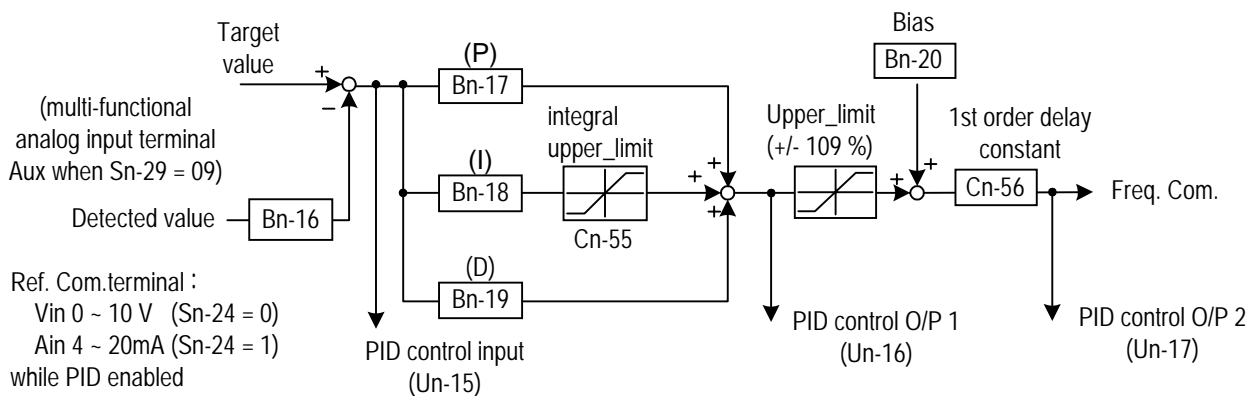 Target
value
(multi-functional
analog input terminal
Aux when Sn-29 = 09)
Detected value
Bn-16
Ref. Com.terminal：
Vin 0 ~ 10 V (Sn-24 = 0)
Ain 4 ~ 20mA (Sn-24 = 1)
while PID enabled
+
−
(P)
Bn-17
(I)
Bn-18
(D)
Bn-19
PID control input
(Un-15)
integral
upper_limit
Cn-55
+
+
+
Upper_limit
(+/- 109 %)
PID control O/P 1
(Un-16)
Bias
Bn-20
+
+
1st order delay
constant
Cn-56
Freq. Com.
PID control O/P 2
(Un-17)